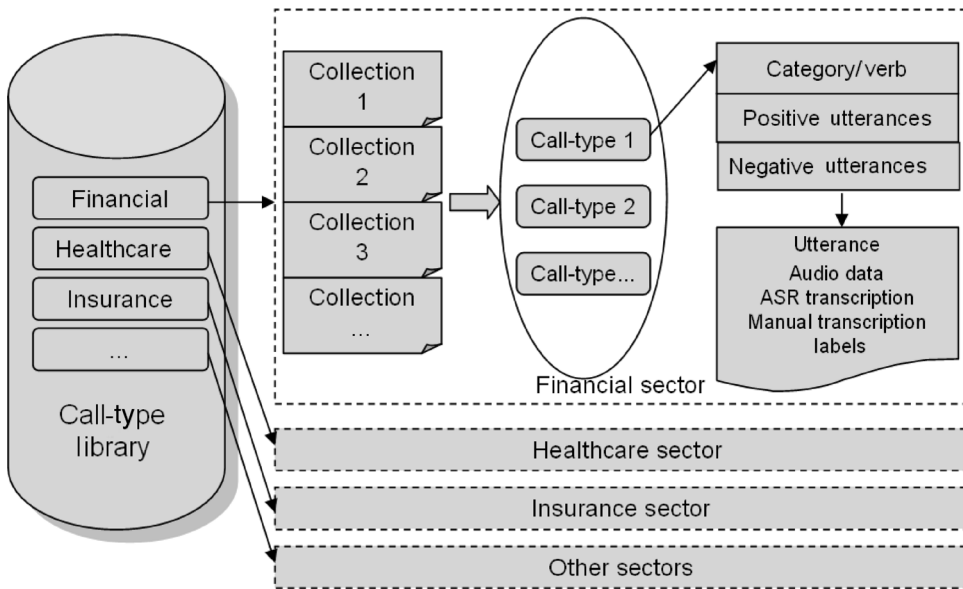 Financial
Healthcare
Insurance
...
Call-type
library
Collection
1
Collection
2
Collection
3
Collection
...
Call-type 1
Call-type 2
Call-type...
Category/verb
Positive utterances
Negative utterances
Utterance
Audio data
ASR transcription
Manual transcription
labels
Financial sector
Healthcare sector
Insurance sector
Other sectors